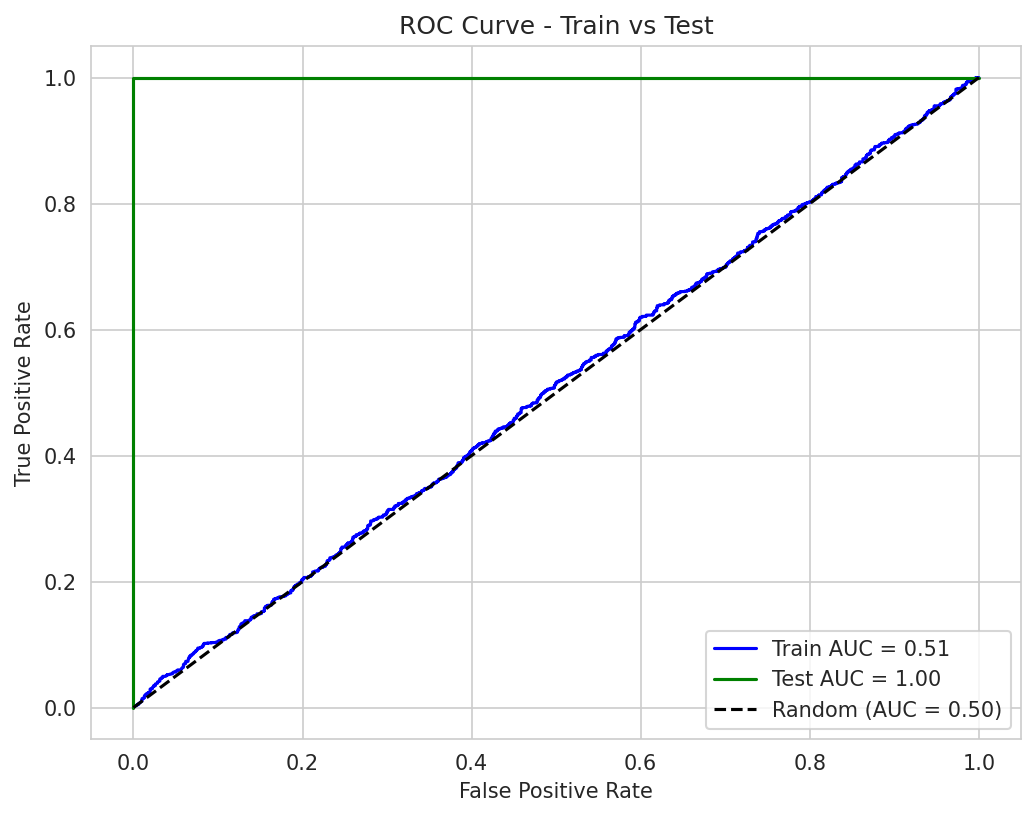 ROC Curve - Train vs Test
True Positive Rate
1.0
0.8
0.6
0.4
0.2
0.0
Train AUC = 0.51
Test AUC = 1.00
Random (AUC = 0.50)
0.0 0.2 0.4 0.6 0.8 1.0
False Positive Rate